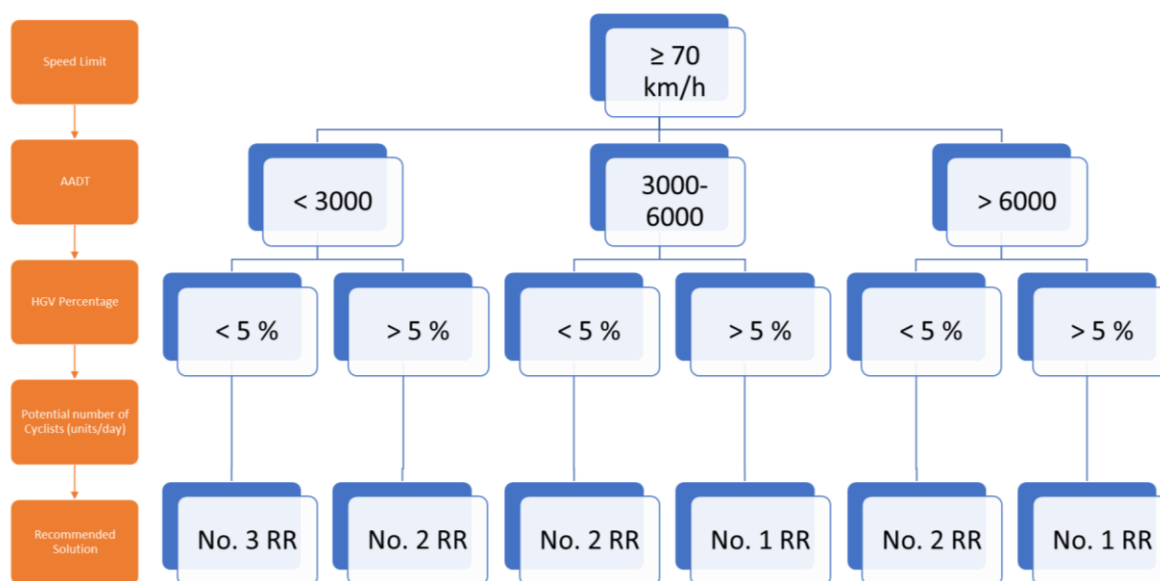 Speed Limit
≥ 70
km/h
AADT
< 3000
3000-
6000
> 6000
HGV Percentage
< 5 %
> 5 %
< 5 %
> 5 %
< 5 %
> 5 %
Potential number of
Cyclists (units/day)
Recommended
Solution
No. 3 RR
No. 2 RR
No. 2 RR
No. 1 RR
No. 2 RR
No. 1 RR